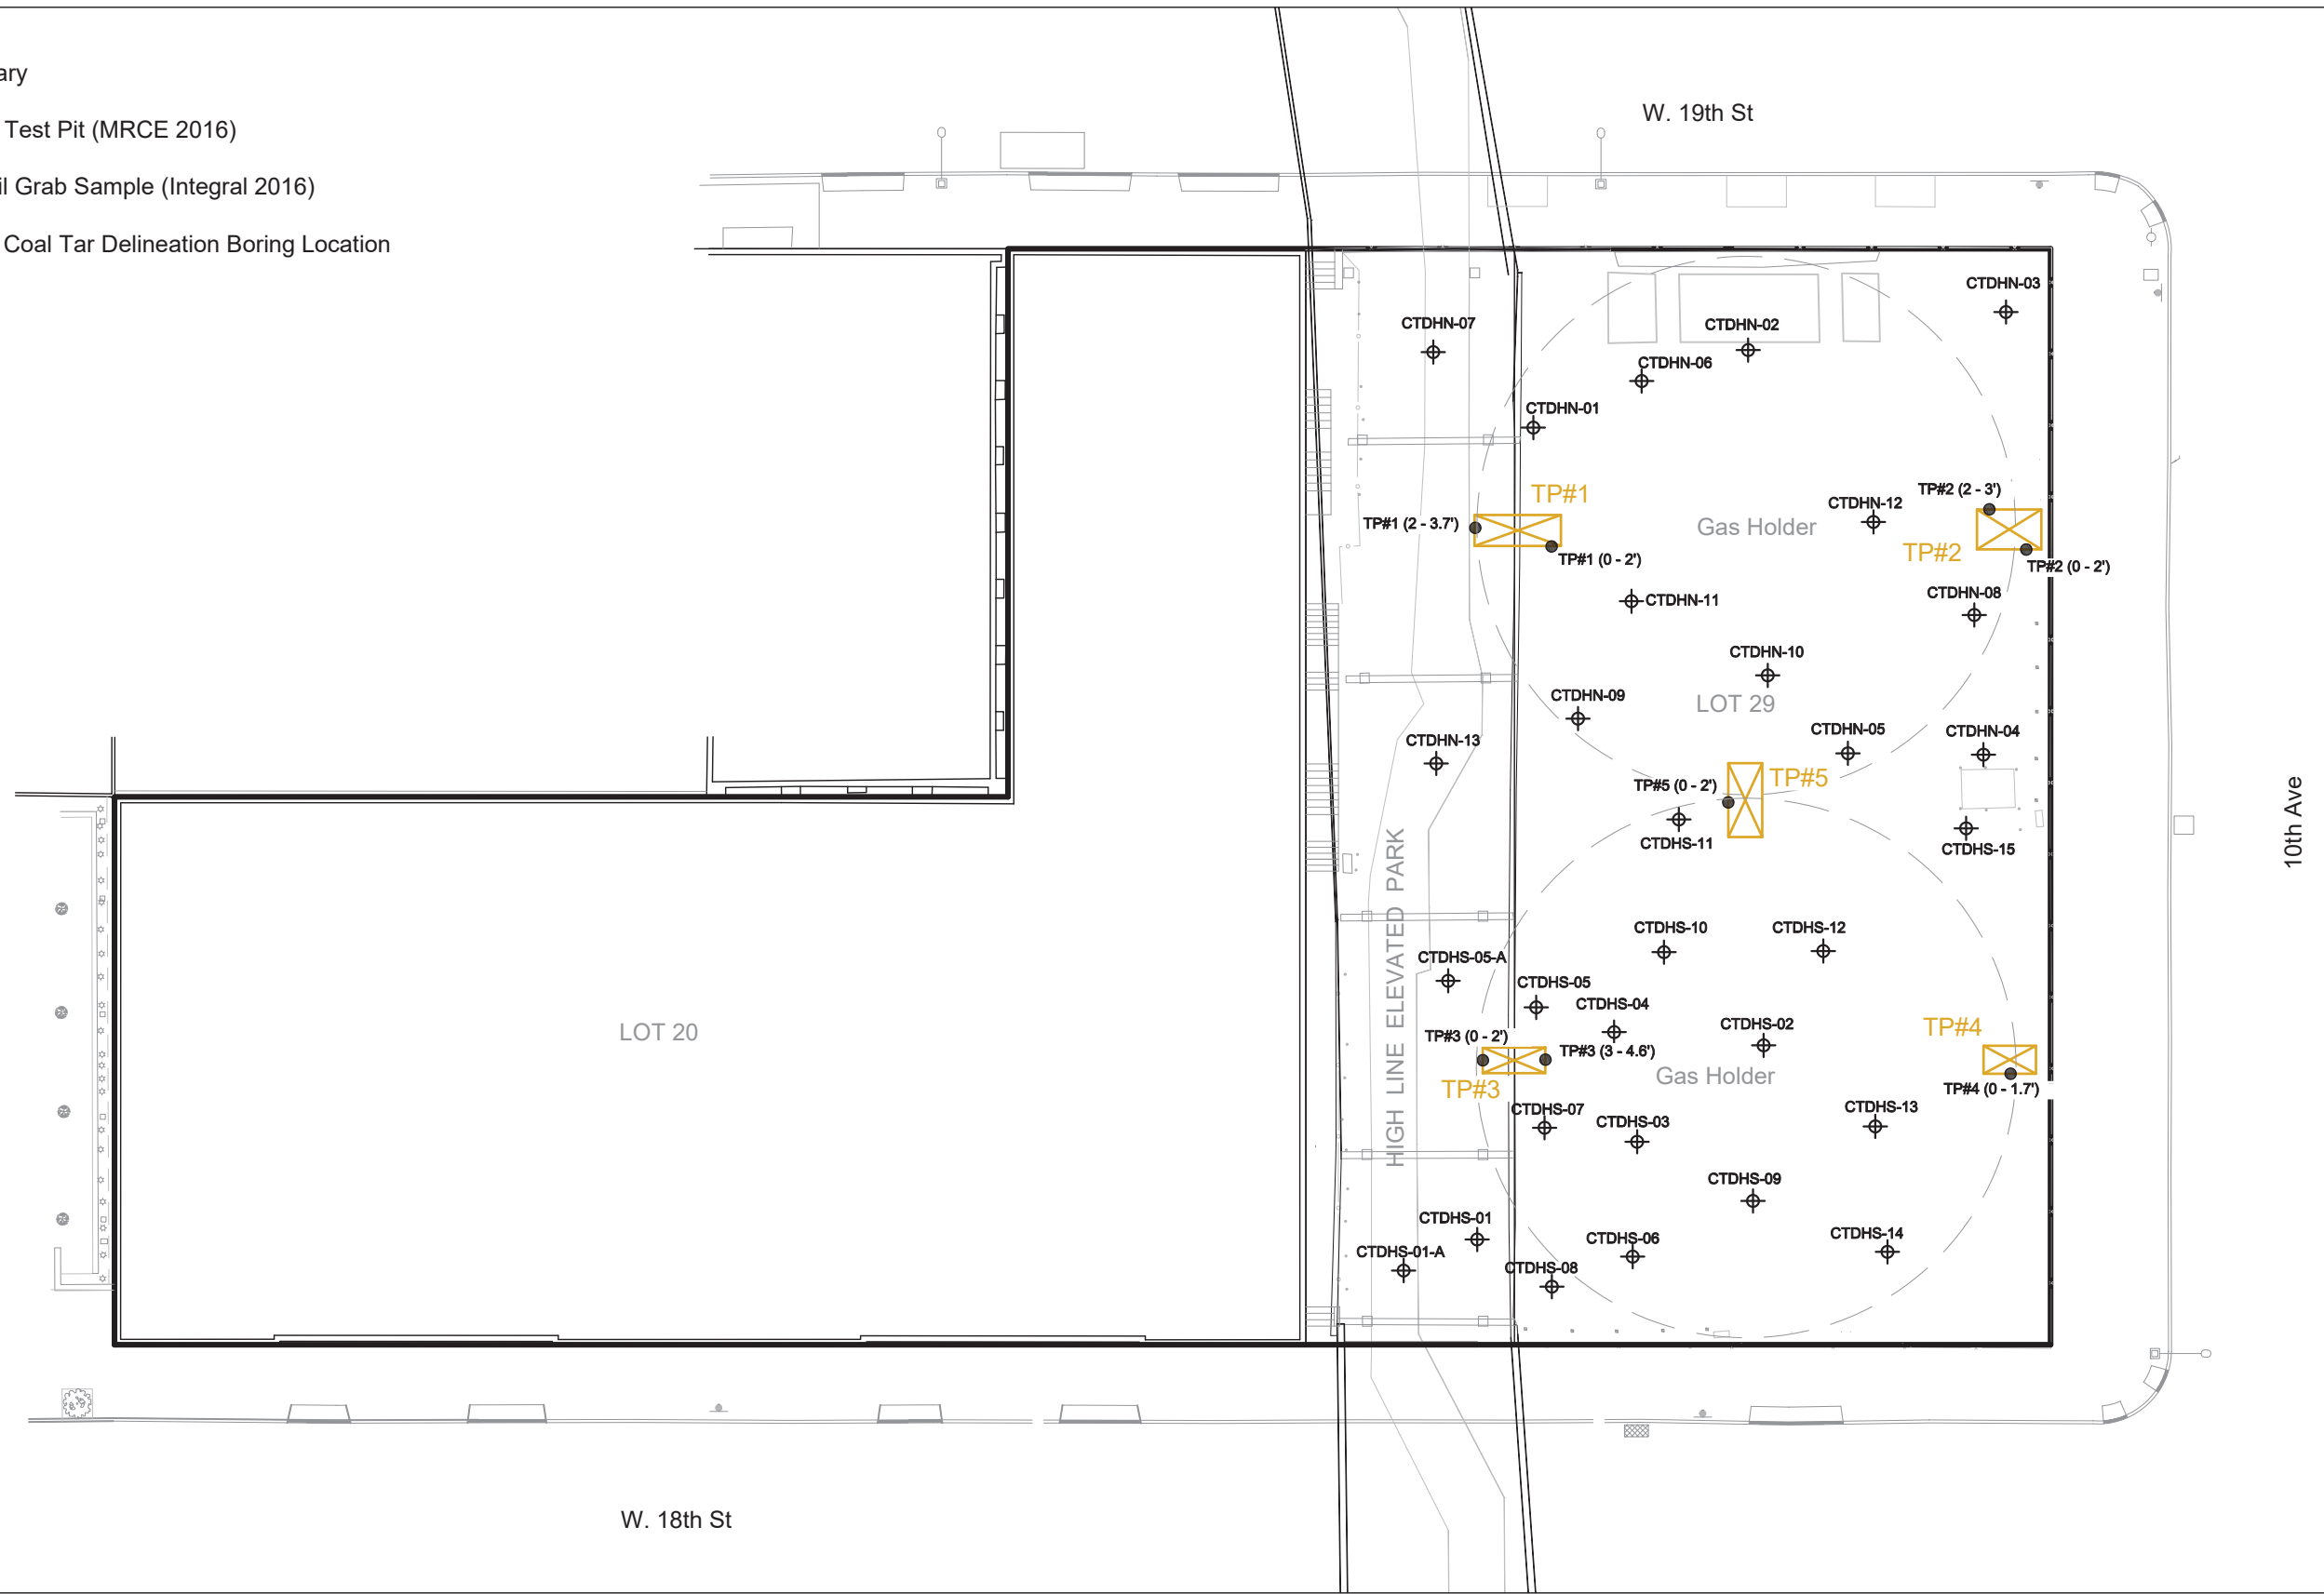 ary
Test Pit (MRCE 2016)
il Grab Sample (Integral 2016)
Coal Tar Delineation Boring Location
W. 19th St
CTDHN-03
CTDHN-07
CTDHN-02
CTDHN-06
CTDHN-01
TP#1
TP#2 (2 - 3')
CTDHN-12
TP#1 (2 - 3.7')
Gas Holder
TP#2
TP#1 (0 - 2')
TP#2 (0 - 2')
CTDHN-08
CTDHN-11
CTDHN-10
CTDHN-09
LOT 29
CTDHN-05
CTDHN-04
CTDHN-13
TP#5
TP#5 (0 - 2')
10th Ave
CTDHS-11
CTDHS-15
HIGH LINE ELEVATED PARK
CTDHS-10
CTDHS-12
CTDHS-05-A
CTDHS-05
CTDHS-04
LOT 20
CTDHS-02
TP#4
TP#3 (0 - 2')
TP#3 (3 - 4.6')
Gas Holder
TP#3
TP#4 (0 - 1.7')
CTDHS-07
CTDHS-13
CTDHS-03
CTDHS-09
CTDHS-01
CTDHS-14
CTDHS-06
CTDHS-01-A
CTDHS-08
W. 18th St